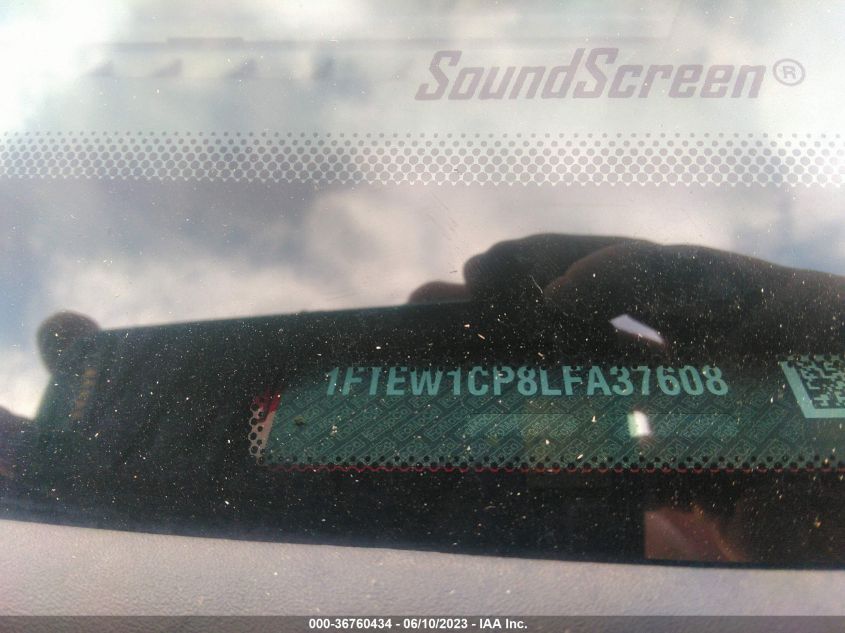 SoundScreen®
1FTEW1CP8LFA37608
000-36760434 - 06/10/2023 - IAA Inc.